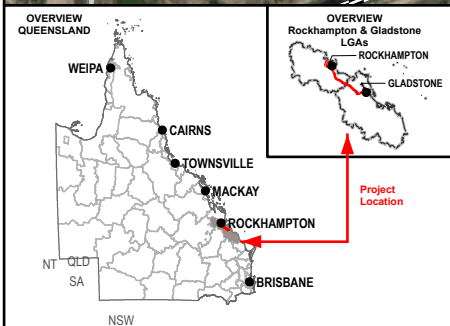 OVERVIEW
QUEENSLAND
WEIPA
CAIRNS
TOWNSVILLE
MACKAY
ROCKHAMPTON
BRISBANE
NT QLD
SA
NSW
OVERVIEW
Rockhampton & Gladstone
LGAs
ROCKHAMPTON
GLADSTONE
Project
Location